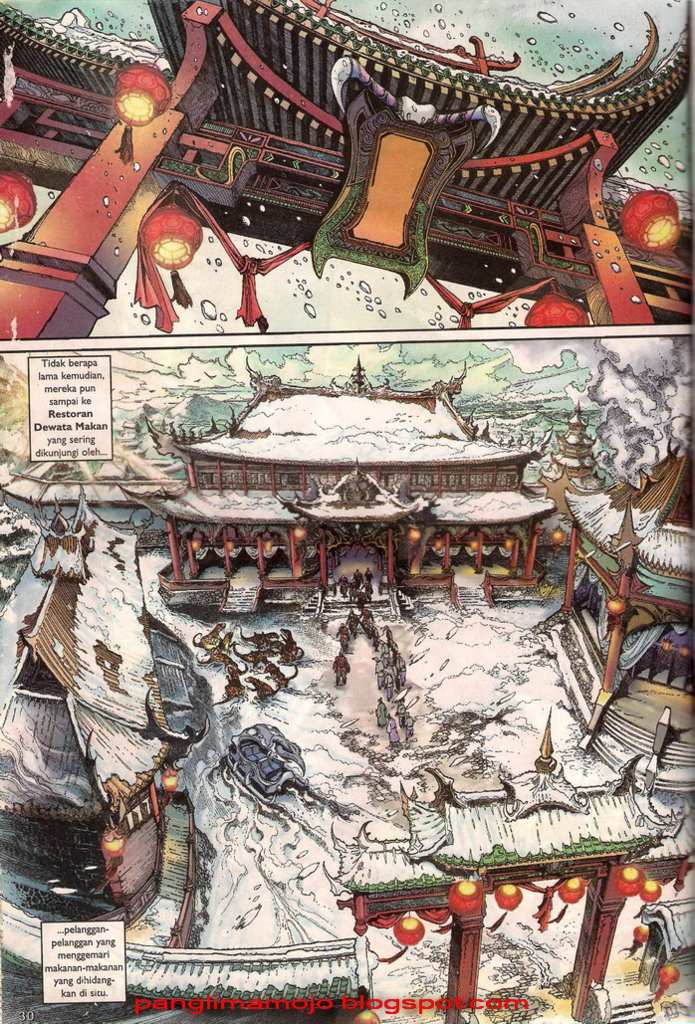 Tidak berapa
lama kemudian,
mereka pun
sampai ke
Restoran
Dewata Makan
yang sering
dikunjungi oleh...
...pelanggan-
pelanggan yang
menggemari
makanan-makanan
yang dihidang-
kan di situ.
30
panglimamojo.blogspot.com